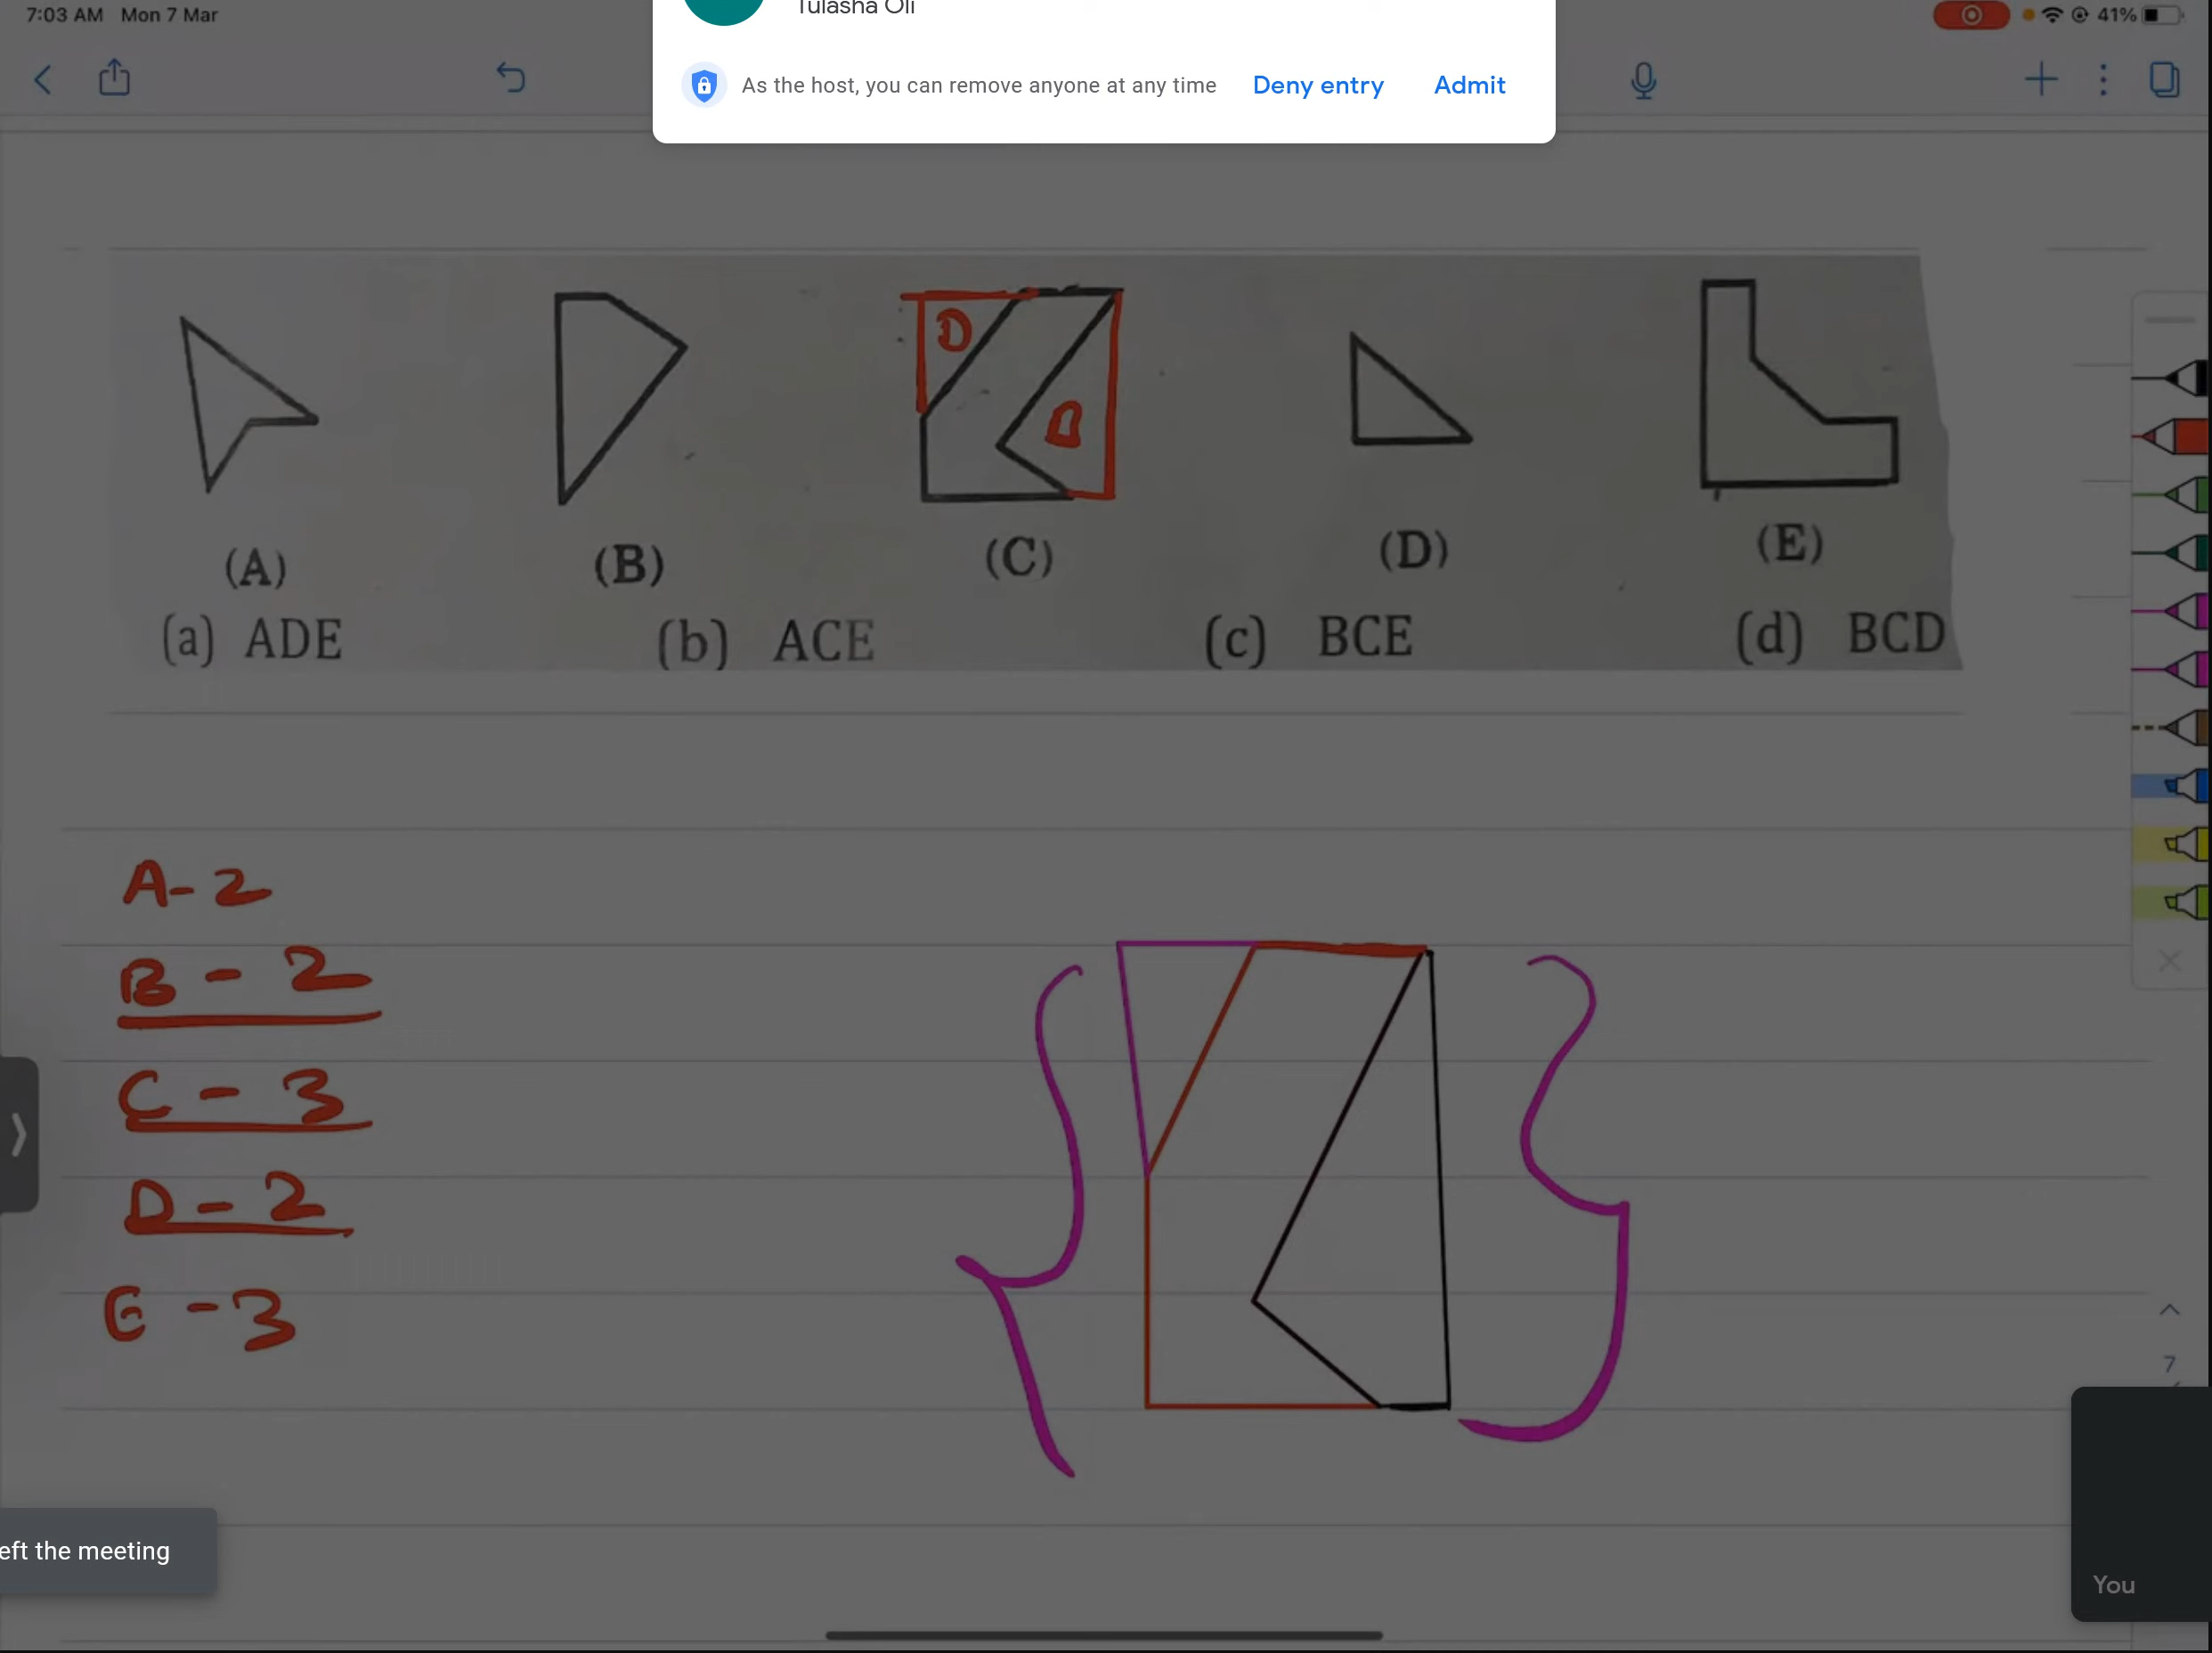 7:03 AM Mon 7 Mar
41%
Tulasha Oli
As the host, you can remove anyone at any time Deny entry Admit
D
B
(A) (B) (C) (D) (E)
(a) ADE (b) ACE (c) BCE (d) BCD
A- 2
B - 2
C - 3
D - 2
E - 3
7
eft the meeting
You